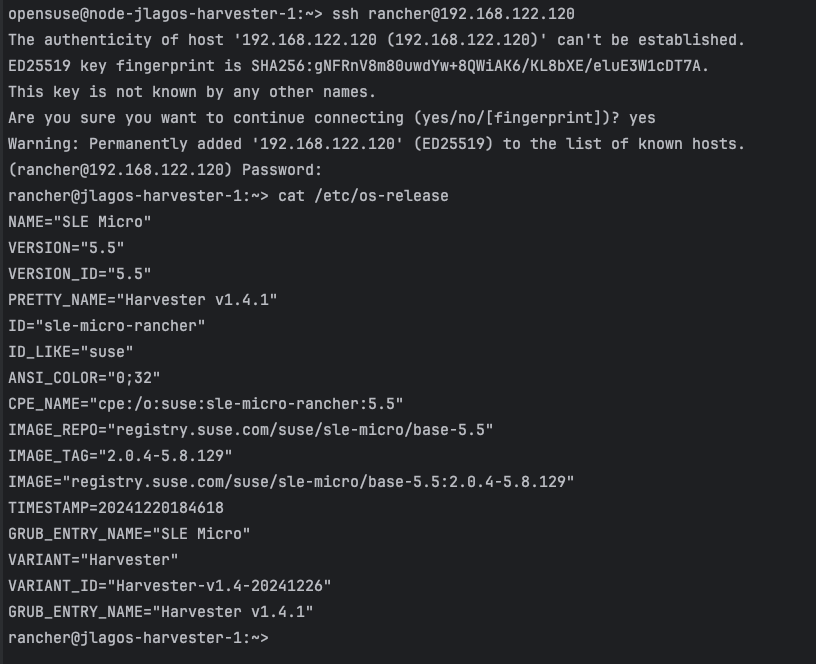 opensuse@node-jlagos-harvester-1:~> ssh rancher@192.168.122.120
The authenticity of host '192.168.122.120 (192.168.122.120)' can't be established.
ED25519 key fingerprint is SHA256:gNFRnV8m80uwdYw+8QWiAK6/KL8bXE/eluE3W1cDT7A.
This key is not known by any other names.
Are you sure you want to continue connecting (yes/no/[fingerprint])? yes
Warning: Permanently added '192.168.122.120' (ED25519) to the list of known hosts.
(rancher@192.168.122.120) Password:
rancher@jlagos-harvester-1:~> cat /etc/os-release
NAME="SLE Micro"
VERSION="5.5"
VERSION_ID="5.5"
PRETTY_NAME="Harvester v1.4.1"
ID="sle-micro-rancher"
ID_LIKE="suse"
ANSI_COLOR="0;32"
CPE_NAME="cpe:/o:suse:sle-micro-rancher:5.5"
IMAGE_REPO="registry.suse.com/suse/sle-micro/base-5.5"
IMAGE_TAG="2.0.4-5.8.129"
IMAGE="registry.suse.com/suse/sle-micro/base-5.5:2.0.4-5.8.129"
TIMESTAMP=20241220184618
GRUB_ENTRY_NAME="SLE Micro"
VARIANT="Harvester"
VARIANT_ID="Harvester-v1.4-20241226"
GRUB_ENTRY_NAME="Harvester v1.4.1"
rancher@jlagos-harvester-1:~>